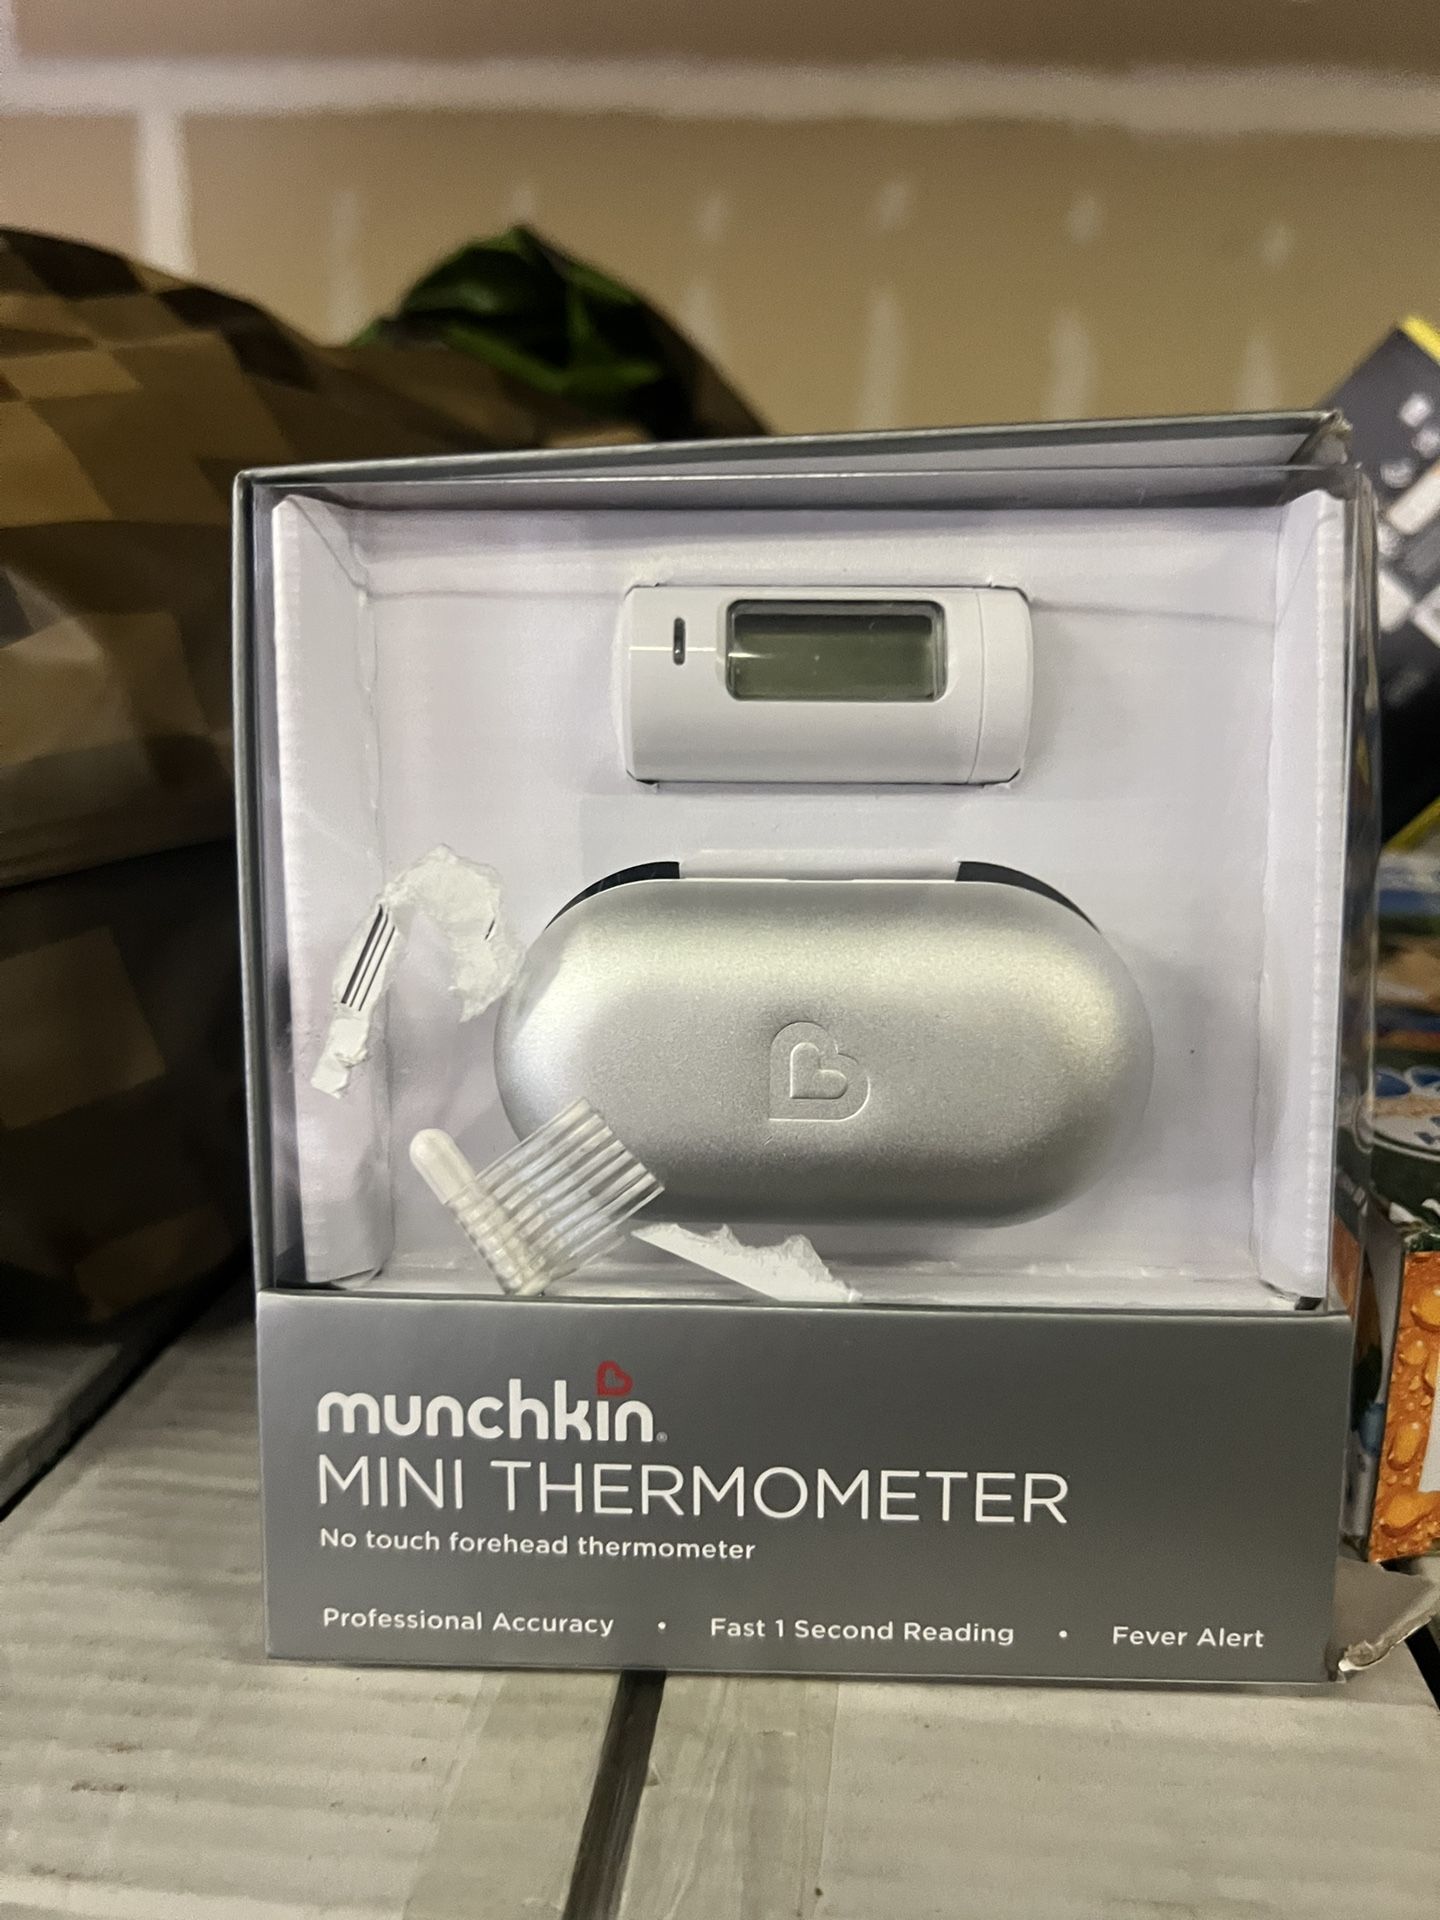 munchkin®
MINI THERMOMETER
No touch forehead thermometer
Professional Accuracy • Fast 1 Second Reading • Fever Alert